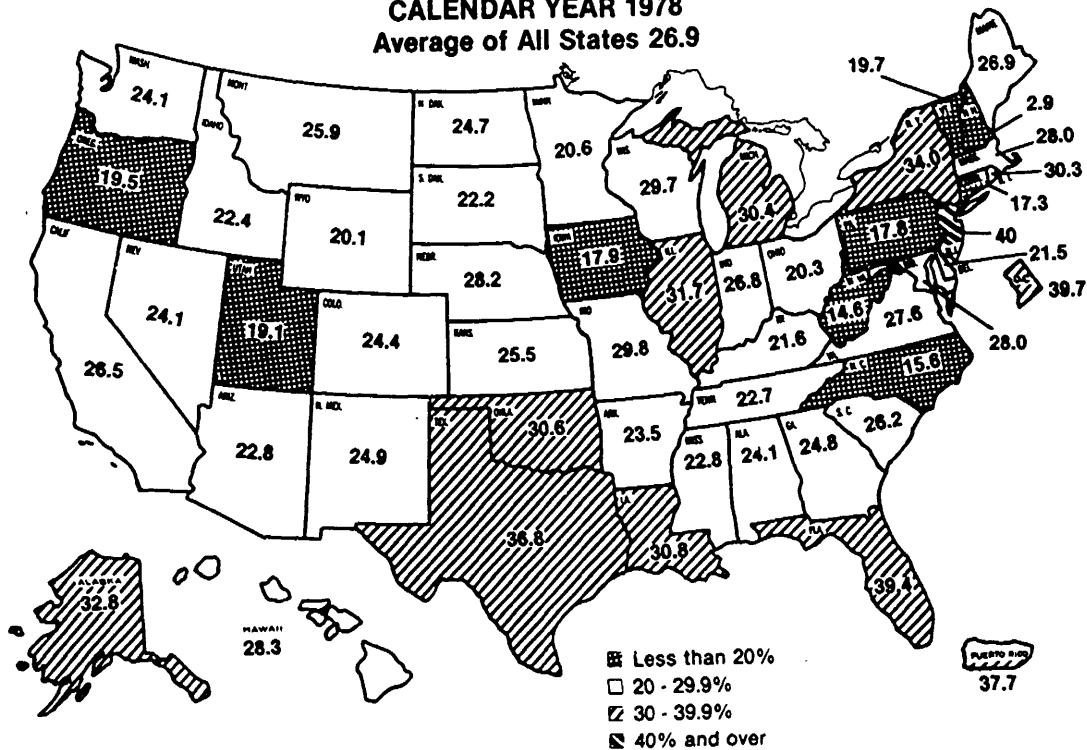 CALENDAR YEAR 1978
Average of All States 26.9
WASH
24.1
MONT
25.9
IDAHO
22.4
ORE.
19.5
N. DAK.
24.7
MINN
20.6
S. DAK.
22.2
WIS.
29.7
MICH.
30.4
N.Y.
34.0
VT.
N.H.
19.7
MAINE
26.9
2.9
MASS.
28.0
30.3
17.3
40
21.5
DEL.
39.7
28.0
PA.
17.8
WYO
20.1
IOWA
17.9
NEBR.
28.2
ILL.
31.7
IND
26.8
OHIO
20.3
14.6
27.6
CALIF
26.5
NEV
24.1
UTAH
19.1
COLO.
24.4
KANS.
25.5
MO
29.8
KY.
21.6
N.C.
15.6
TENN
22.7
ARIZ.
22.8
N. MEX.
24.9
TEX.
36.8
OKLA.
30.6
ARK.
23.5
MISS
22.8
ALA.
24.1
GA.
24.8
S.C.
26.2
LA.
30.8
FLA.
39.4
ALASKA
32.8
HAWAII
28.3
PUERTO RICO
37.7
Less than 20%
20 - 29.9%
30 - 39.9%
40% and over